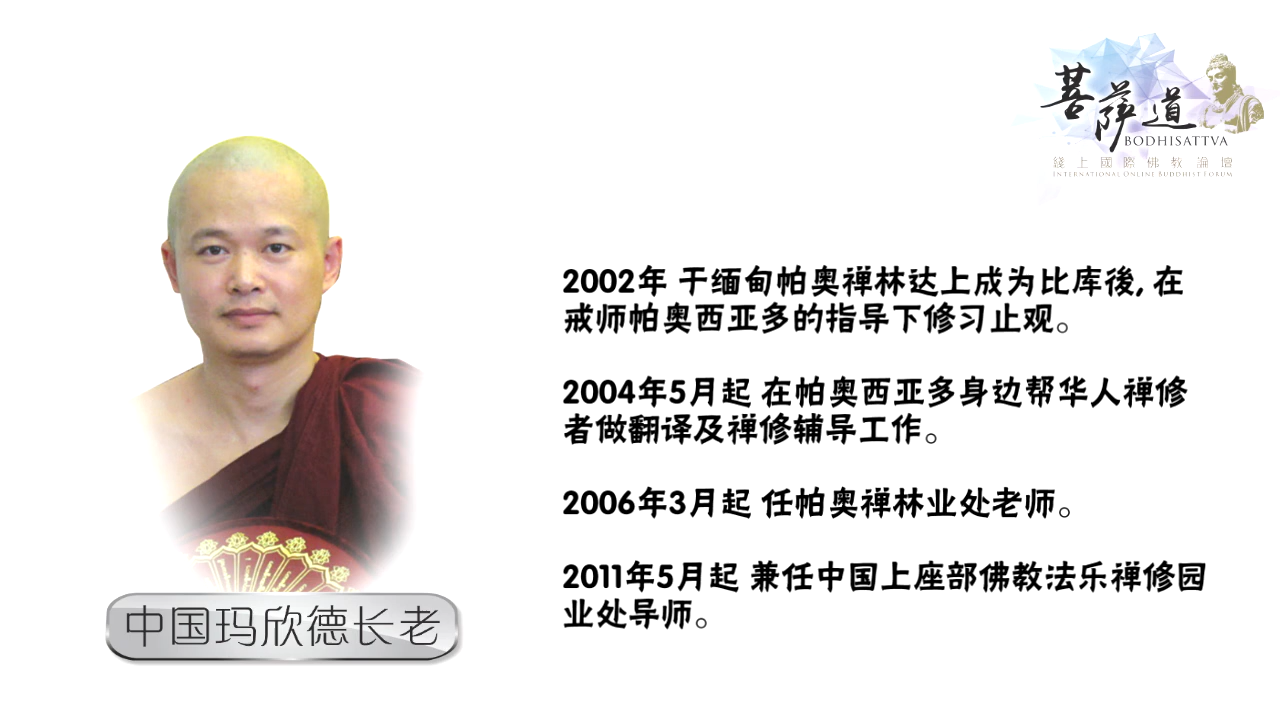 菩萨道
BODHISATTVA
錢上國際佛教論壇
INTERNATIONAL ONLINE BUDDHIST FORUM
2002年 干缅甸帕奥禅林达上成为比库後, 在
戒师帕奥西亚多的指导下修习止观。
2004年5月起 在帕奥西亚多身边帮华人禅修
者做翻译及禅修辅导工作。
2006年3月起 任帕奥禅林业处老师。
2011年5月起 兼任中国上座部佛教法乐禅修园
业处导师。
中国玛欣德长老